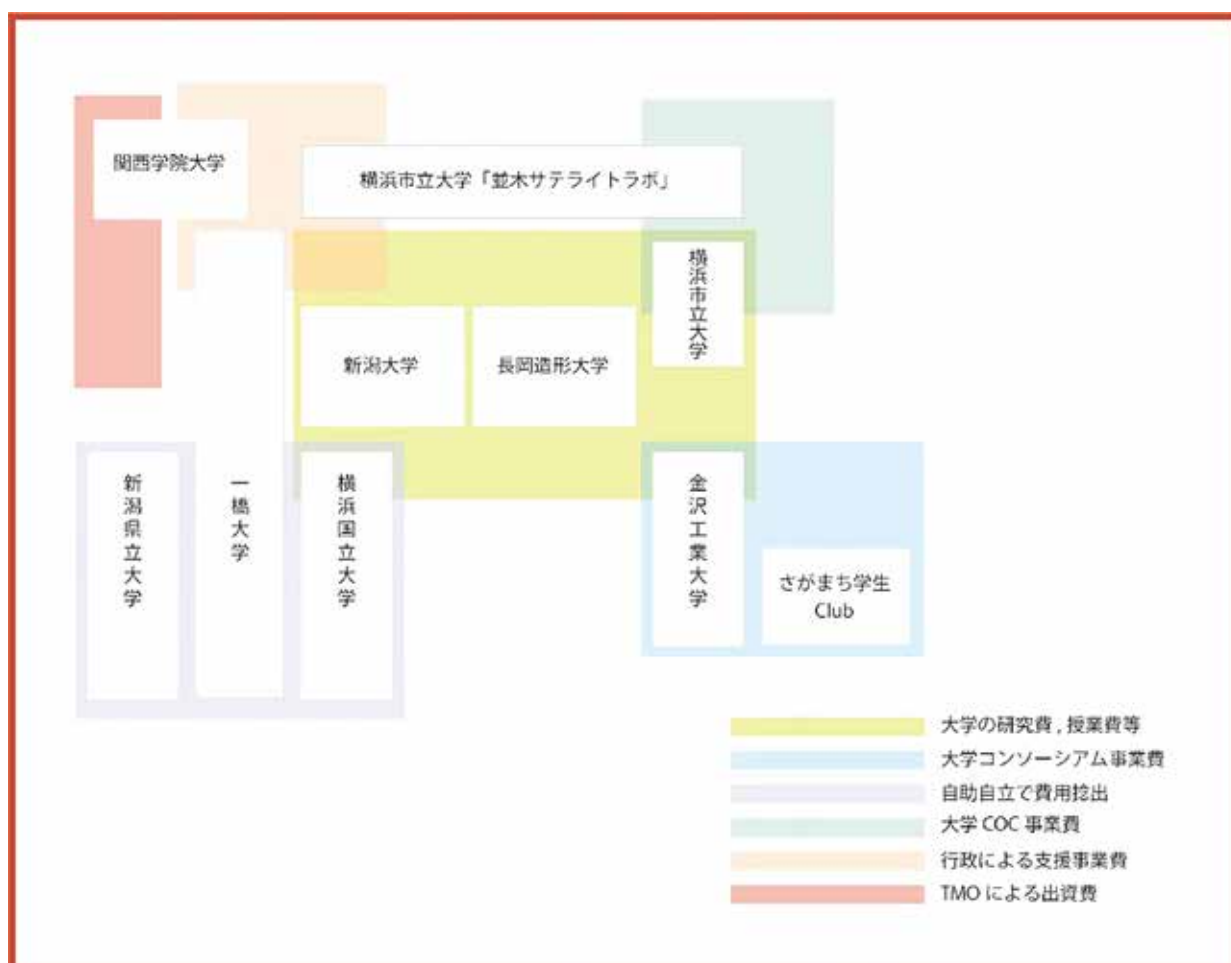 関西学院大学
横浜市立大学「並木サテライトラボ」
横浜市立大学
新潟大学
長岡造形大学
新潟県立大学
一橋大学
横浜国立大学
金沢工業大学
さがまち学生
Club
大学の研究費 , 授業費等
大学コンソーシアム事業費
自助自立で費用捻出
大学 COC 事業費
行政による支援事業費
TMO による出資費